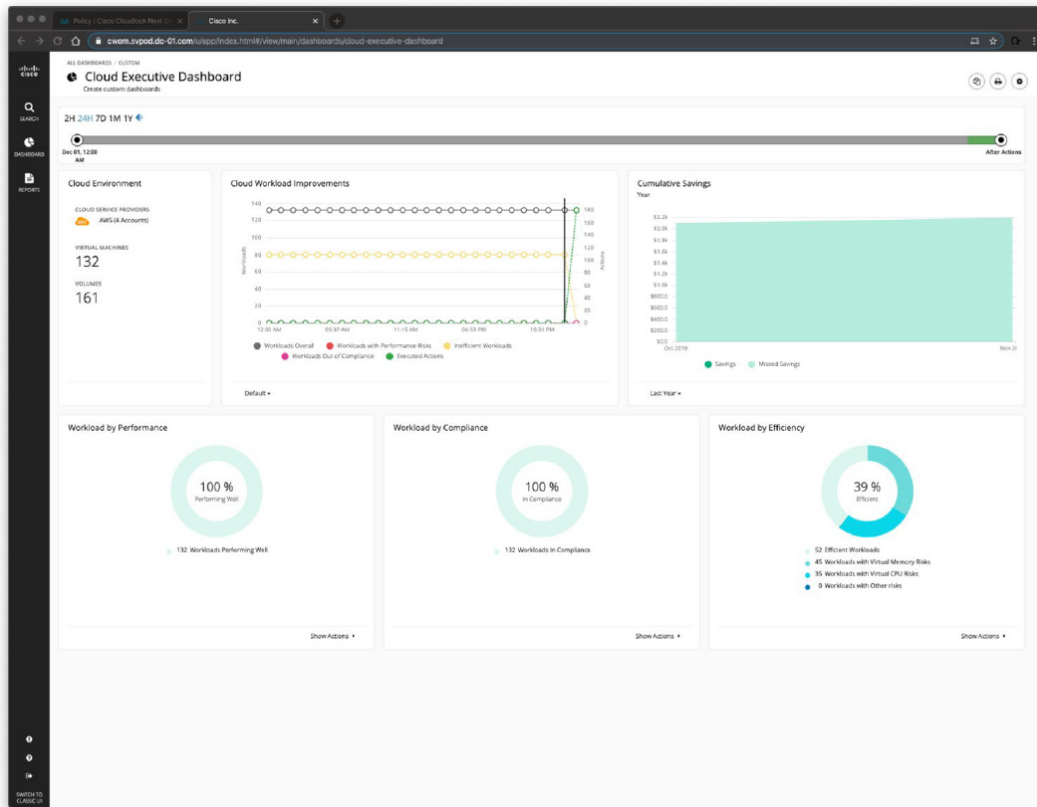 Policy | Cisco Cloudlock Next G
Cisco Inc.
cwom.svpod.dc-01.com/u/app/index.html#/view/main/dashboards/cloud-executive-dashboard
CISCO
SEARCH
DASHBOARD
REPORTS
SWITCH TO
CLASSIC UI
ALL DASHBOARDS / CUSTOM
Cloud Executive Dashboard
Create custom dashboards
2H 24H 7D 1M 1Y
Dec 01, 12:00
AM
After Actions
Cloud Environment
CLOUD SERVICE PROVIDERS
AWS (4 Accounts)
VIRTUAL MACHINES
132
VOLUMES
161
Cloud Workload Improvements
140
120
100
80
60
40
20
0
Workloads
180
160
140
120
100
80
60
40
20
0
Actions
12:00 AM
05:37 AM
11:15 AM
04:53 PM
10:31 PM
Workloads Overall
Workloads with Performance Risks
Inefficient Workloads
Workloads Out of Compliance
Executed Actions
Default
Cumulative Savings
Year
$2.2k
$2.0k
$1.8k
$1.6k
$1.4k
$1.2k
$1.0k
$800.0
$600.0
$400.0
$200.0
$0.0
Oct 2019
Nov 2
Savings
Missed Savings
Last Year
Workload by Performance
100 %
Performing Well
132 Workloads Performing Well
Show Actions
Workload by Compliance
100 %
In Compliance
132 Workloads In Compliance
Show Actions
Workload by Efficiency
39 %
Efficient
52 Efficient Workloads
45 Workloads with Virtual Memory Risks
35 Workloads with Virtual CPU Risks
0 Workloads with Other risks
Show Actions